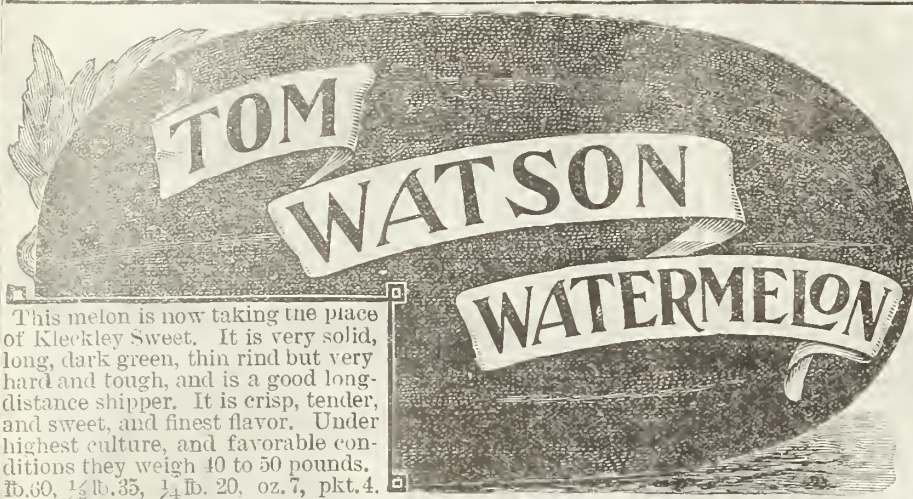 TOM
WATSON
WATERMELON
This melon is now taking the place
of Kleckley Sweet. It is very solid,
long, dark green, thin rind but very
hard and tough, and is a good long-
distance shipper. It is crisp, tender,
and sweet, and finest flavor. Under
highest culture, and favorable con-
ditions they weigh 40 to 50 pounds.
lb.60, ½ lb.35, ¼ lb. 20, oz. 7, pkt. 4.